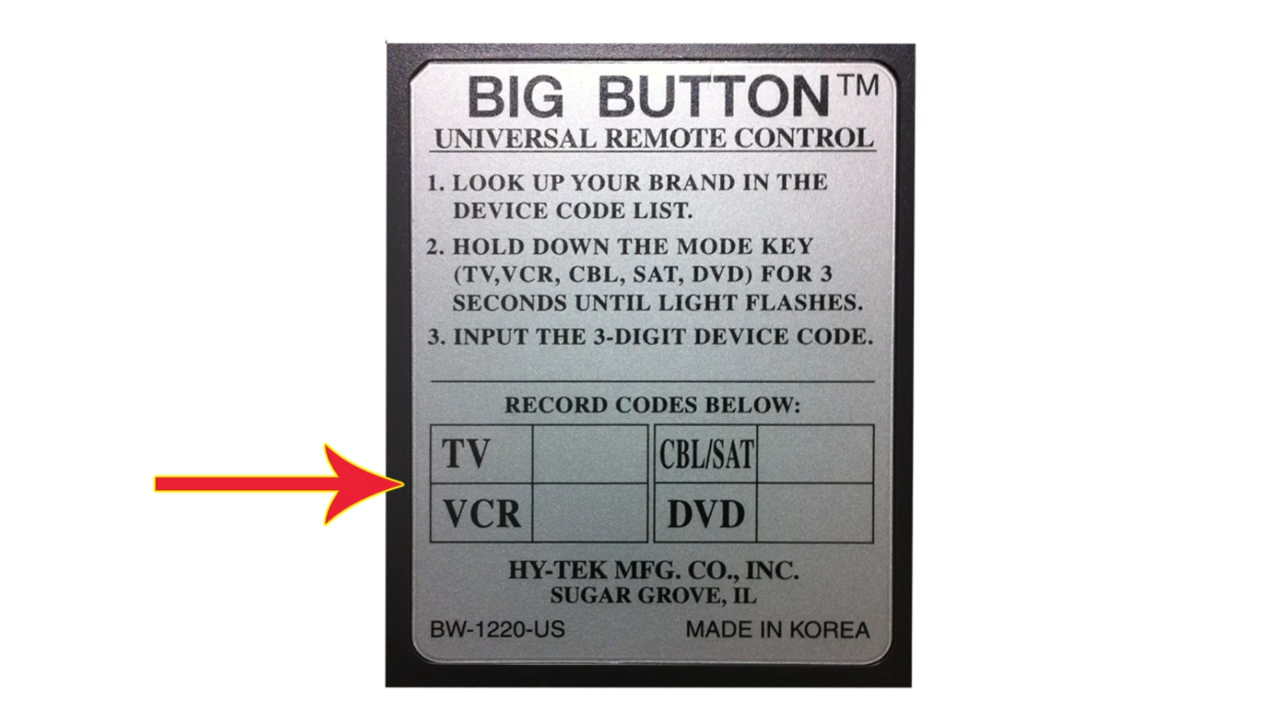 BIG BUTTON™
UNIVERSAL REMOTE CONTROL
1. LOOK UP YOUR BRAND IN THE
DEVICE CODE LIST.
2. HOLD DOWN THE MODE KEY
(TV,VCR, CBL, SAT, DVD) FOR 3
SECONDS UNTIL LIGHT FLASHES.
3. INPUT THE 3-DIGIT DEVICE CODE.
RECORD CODES BELOW:
TV CBL/SAT
VCR DVD
HY-TEK MFG. CO., INC.
SUGAR GROVE, IL
BW-1220-US MADE IN KOREA